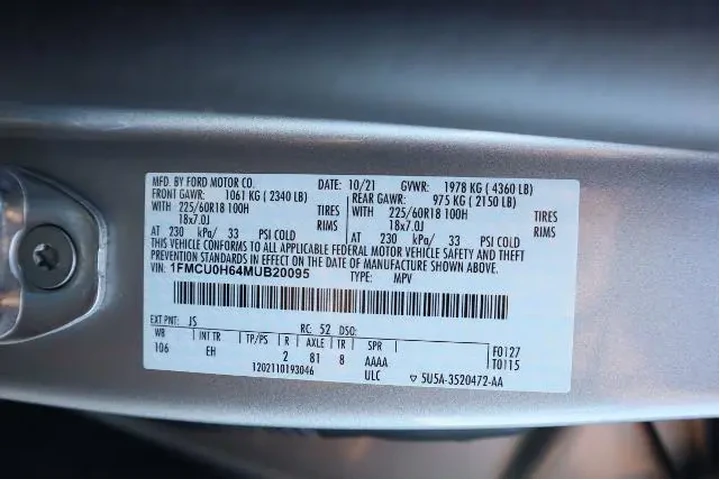 MFD. BY FORD MOTOR CO. DATE: 10/21 GVWR: 1978 KG ( 4360 LB)
FRONT GAWR: 1061 KG ( 2340 LB) REAR GAWR: 975 KG ( 2150 LB)
WITH 225/60R18 100H TIRES WITH 225/60R18 100H TIRES
18x7.0J RIMS 18x7.0J RIMS
AT 230 kPa/ 33 PSI COLD AT 230 kPa/ 33 PSI COLD
THIS VEHICLE CONFORMS TO ALL APPLICABLE FEDERAL MOTOR VEHICLE SAFETY AND THEFT
PREVENTION STANDARDS IN EFFECT ON THE DATE OF MANUFACTURE SHOWN ABOVE.
VIN: 1FMCU0H64MUB20095 TYPE: MPV
EXT PNT: JS RC: 52 DSO:
WB INT TR TP/PS R AXLE TR SPR F0127
106 EH 2 81 8 AAAA T0115
1202110193046 ULC ▽ 5U5A-3520472-AA